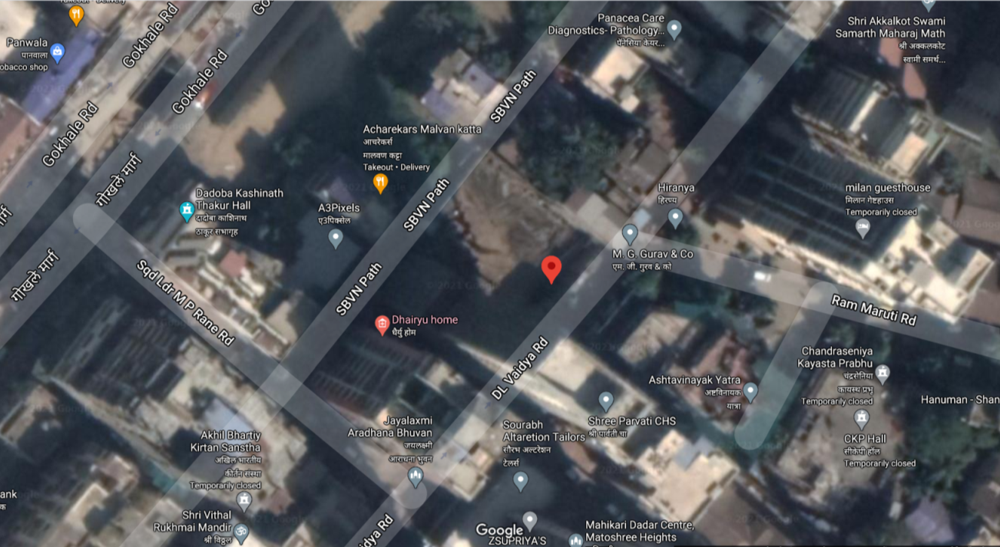 Takeout • Delivery
Gokhale Rd
Go
Panwala
पानवाला
obacco shop
Gokhale Rd
Gokhale Rd
गोखले मार्ग
गोखले मार्ग
Panacea Care
Diagnostics- Pathology...
पॅनेसिया केयर...
Shri Akkalkot Swami
Samarth Maharaj Math
श्री अक्कलकोट
स्वामी समर्थ...
SBVN Path
Acharekars Malvan katta
आचरेकर्स
मालवण कट्टा
Takeout • Delivery
Dadoba Kashinath
Thakur Hall
दादोबा काशिनाथ
ठाकूर सभागृह
A3Pixels
ए3पिक्सेल
SBVN Path
Hiranya
हिरण्य
milan guesthouse
मिलान गेष्टहाउस
Temporarily closed
M. G. Gurav & Co
एम. जी. गुरव & को
Sqd Ldr M P Rane Rd
SBVN Path
Dhairyu home
धैर्यु होम
Ram Maruti Rd
DL Vaidya Rd
Chandraseniya
Kayasta Prabhu
चंद्रसेनिया
कायस्थ प्रभू
Temporarily closed
Ashtavinayak Yatra
अष्टविनायक
यात्रा
Hanuman - Shan
Jayalaxmi
Aradhana Bhuvan
जयलक्ष्मी
आराधना भुवन
Sourabh
Altaretion Tailors
सौरभ अल्टरेशन
टेलर्स
Shree Parvati CHS
श्री पार्वती चा
CKP Hall
सीकेपी हॉल
Temporarily closed
Akhil Bhartiy
Kirtan Sanstha
अखिल भारतीय
कीर्तन संस्था
Temporarily closed
ank
क
Shri Vithal
Rukhmai Mandir
श्री विठ्ठल
idya Rd
Google
ZSUPRIYA'S
Mahikari Dadar Centre,
Matoshree Heights